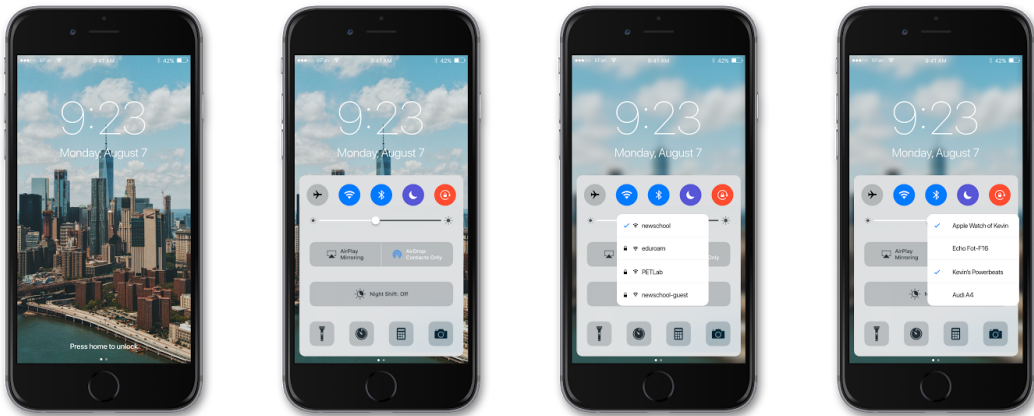 9:41 AM
42%
9:23
Monday, August 7
Press home to unlock
9:41 AM
42%
9:23
Monday, August 7
AirPlay
Mirroring
AirDrop
Contacts Only
Night Shift: Off
9:41 AM
42%
9:23
Monday, August 7
newschool
eduroam
PETLab
newschool-guest
Only
9:41 AM
42%
9:23
Monday, August 7
Apple Watch of Kevin
Echo Fot-F16
AirPlay
Mirroring
Kevin's Powerbeats
Audi A4